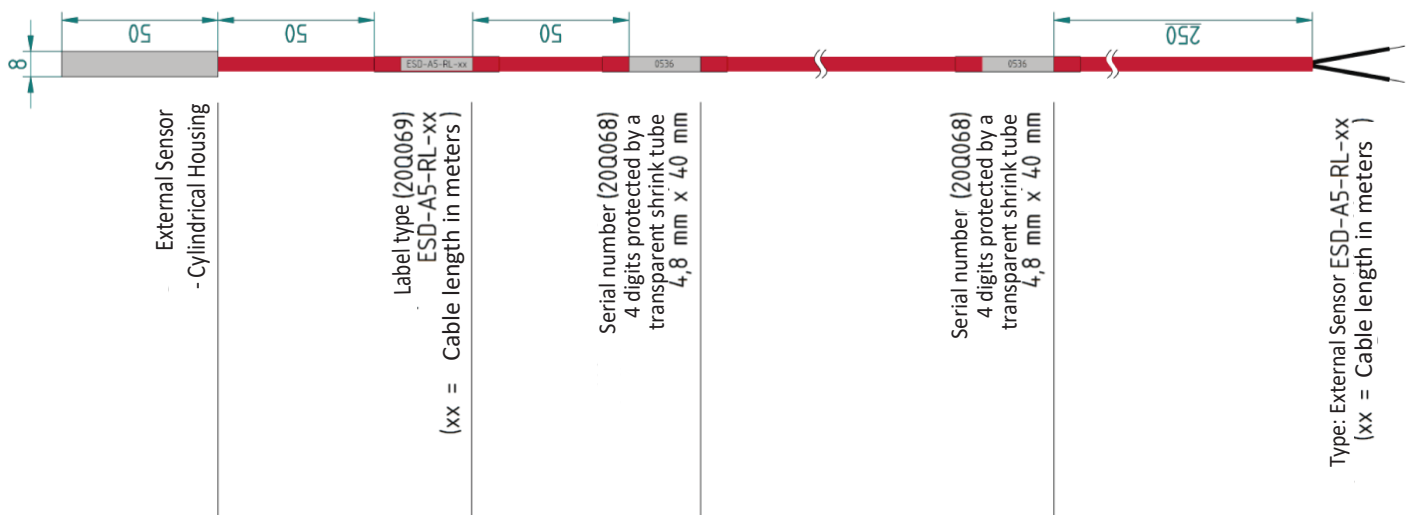 50
50
50
250
8
ESD-A5-RL-xx
0536
0536
External Sensor
- Cylindrical Housing
Label type (20Q069)
ESD-A5-RL-xx
(xx = Cable length in meters )
Serial number (20Q068)
4 digits protected by a
transparent shrink tube
4,8 mm x 40 mm
Serial number (20Q068)
4 digits protected by a
transparent shrink tube
4,8 mm x 40 mm
Type: External Sensor ESD-A5-RL-xx
(xx = Cable length in meters )